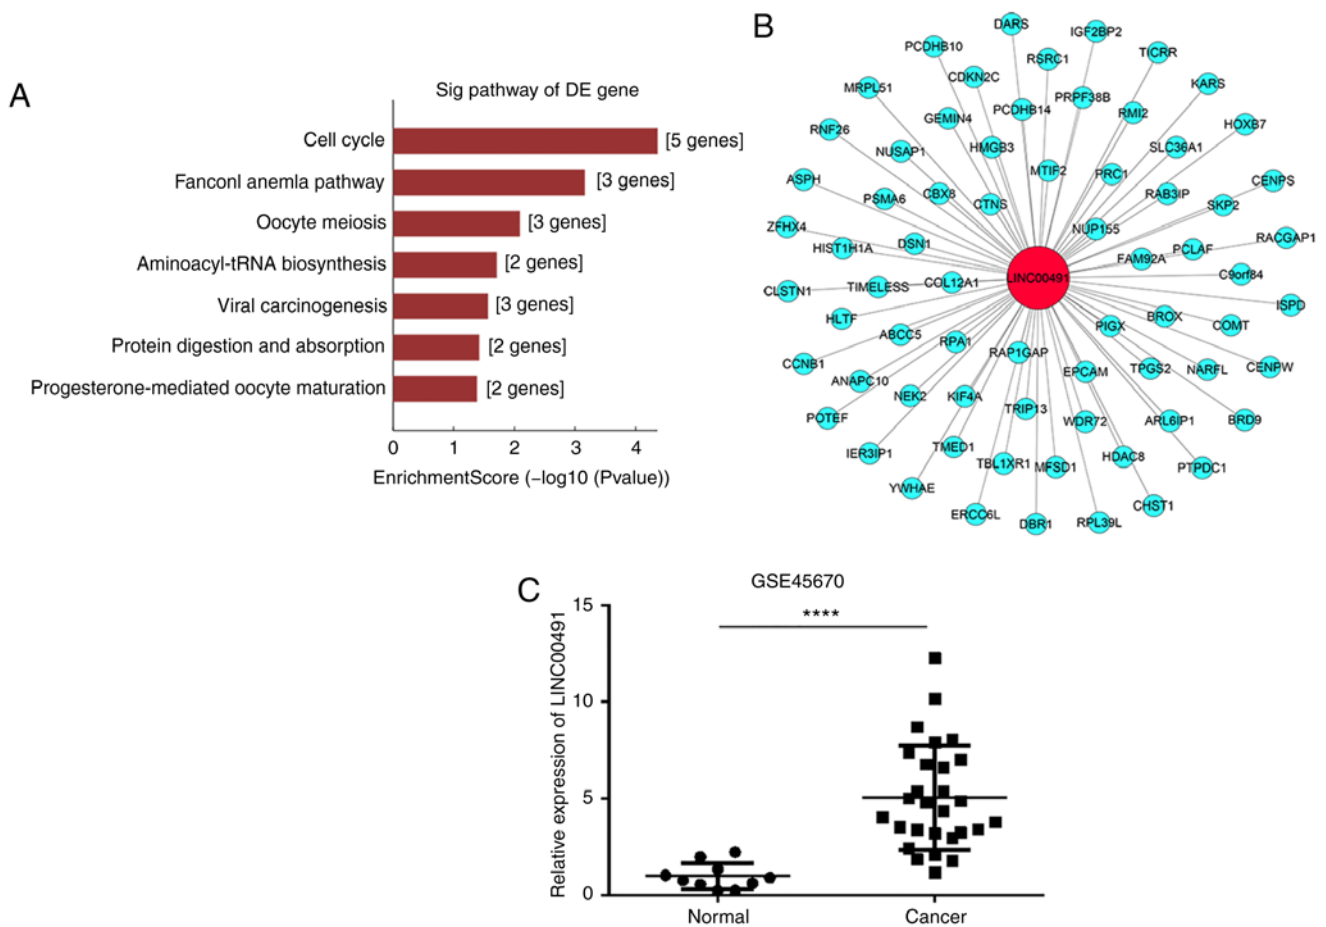 A
Sig pathway of DE gene
Cell cycle
[5 genes]
Fanconl anemla pathway
[3 genes]
Oocyte meiosis
[3 genes]
Aminoacyl-tRNA biosynthesis
[2 genes]
Viral carcinogenesis
[3 genes]
Protein digestion and absorption
[2 genes]
Progesterone-mediated oocyte maturation
[2 genes]
0 1 2 3 4
EnrichmentScore (−log10 (Pvalue))
B
DARS
IGF2BP2
PCDHB10
RSRC1
TICRR
CDKN2C
MRPL51
KARS
PRPF38B
PCDHB14
RMI2
GEMIN4
RNF26
HOXB7
NUSAP1
HMGB3
SLC36A1
MTIF2
PRC1
ASPH
CENPS
PSMA6
CBX8
CTNS
RAB3IP
SKP2
ZFHX4
NUP155
HIST1H1A
DSN1
RACGAP1
PCLAF
FAM92A
LINC00491
C9orf84
CLSTN1
TIMELESS
COL12A1
ISPD
HLTF
BROX
COMT
PIGX
ABCC5
RPA1
RAP1GAP
CCNB1
EPCAM
TPGS2
NARFL
CENPW
ANAPC10
NEK2
KIF4A
TRIP13
POTEF
WDR72
ARL6IP1
BRD9
IER3IP1
TMED1
TBL1XR1
MFSD1
HDAC8
PTPDC1
YWHAE
ERCC6L
DBR1
RPL39L
CHST1
C
GSE45670
****
Relative expression of LINC00491
15
10
5
0
Normal
Cancer